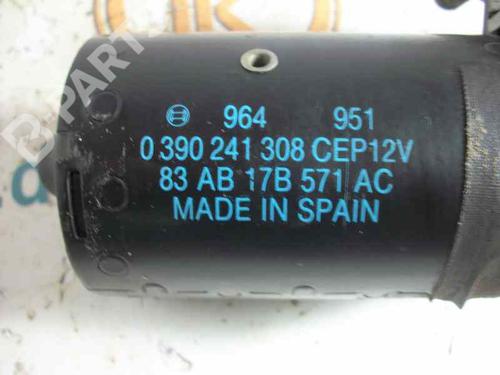 964 951
0 390 241 308 CEP12V
83 AB 17B 571 AC
MADE IN SPAIN